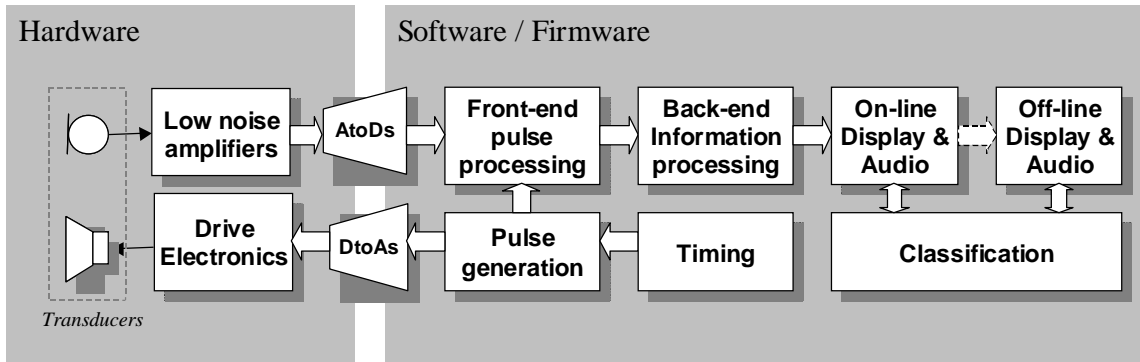 Hardware
Software / Firmware
Low noise
amplifiers
AtoDs
Front-end
pulse
processing
Back-end
Information
processing
On-line
Display &
Audio
Off-line
Display &
Audio
Drive
Electronics
DtoAs
Pulse
generation
Timing
Classification
Transducers